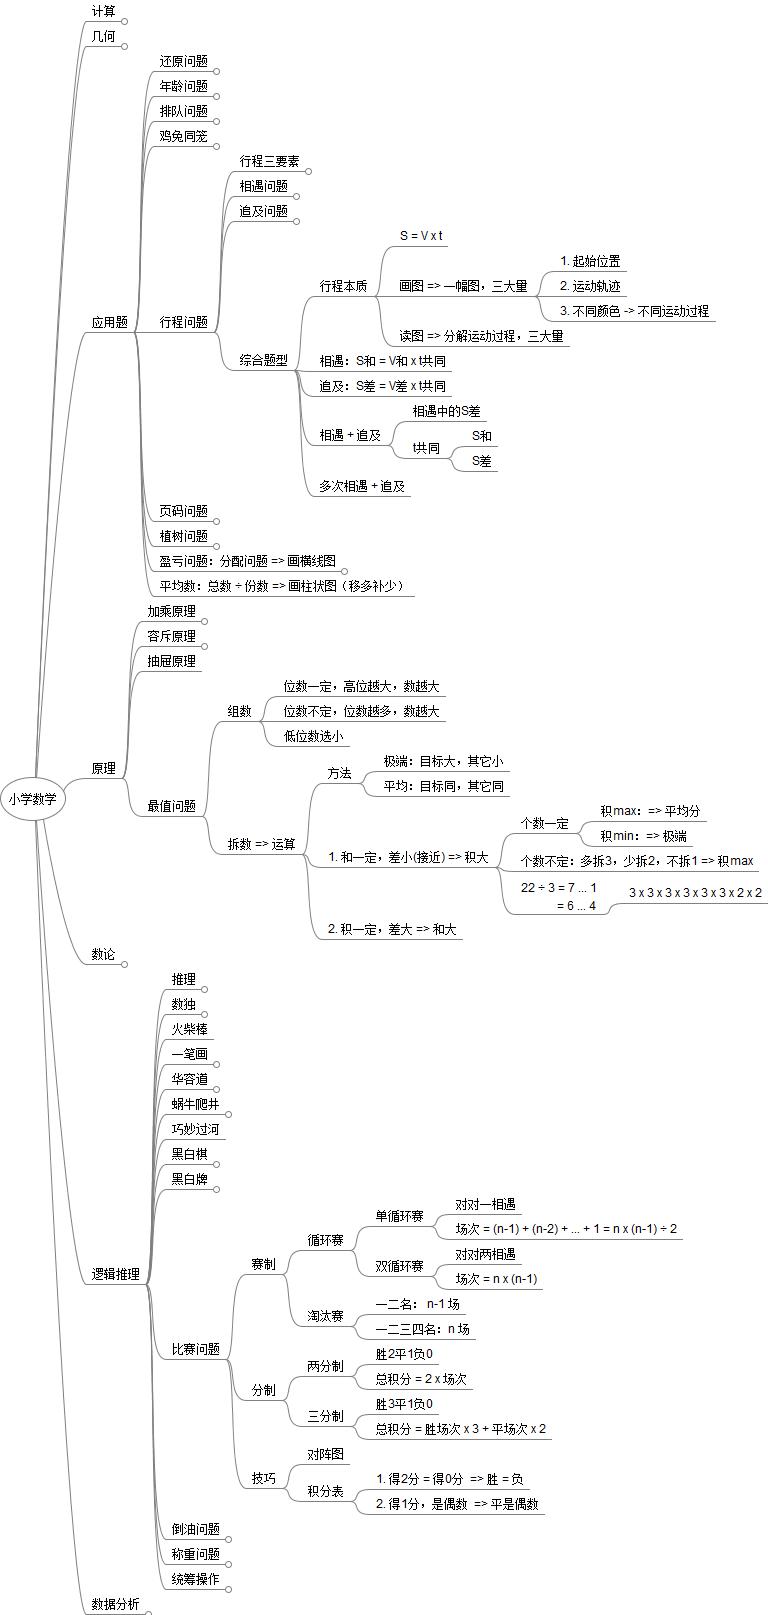 计算
几何
还原问题
年龄问题
排队问题
鸡兔同笼
行程三要素
相遇问题
追及问题
S = V x t
1. 起始位置
行程本质
画图 => 一幅图，三大量
2. 运动轨迹
3. 不同颜色 -> 不同运动过程
应用题
行程问题
读图 => 分解运动过程，三大量
综合题型
相遇：S和 = V和 x t共同
追及：S差 = V差 x t共同
相遇中的S差
相遇 + 追及
t共同
S和
S差
多次相遇 + 追及
页码问题
植树问题
盈亏问题：分配问题 => 画横线图
平均数：总数 ÷ 份数 => 画柱状图（移多补少）
加乘原理
容斥原理
抽屉原理
位数一定，高位越大，数越大
组数
位数不定，位数越多，数越大
低位数选小
原理
极端：目标大，其它小
方法
平均：目标同，其它同
小学数学
最值问题
积max：=> 平均分
个数一定
积min：=> 极端
拆数 => 运算
1. 和一定，差小(接近) => 积大
个数不定：多拆3，少拆2，不拆1 => 积max
22 ÷ 3 = 7 ... 1
= 6 ... 4
3 x 3 x 3 x 3 x 3 x 3 x 2 x 2
2. 积一定，差大 => 和大
数论
推理
数独
火柴棒
一笔画
华容道
蜗牛爬井
巧妙过河
黑白棋
黑白牌
对对一相遇
单循环赛
场次 = (n-1) + (n-2) + ... + 1 = n x (n-1) ÷ 2
循环赛
对对两相遇
赛制
双循环赛
场次 = n x (n-1)
逻辑推理
一二名： n-1 场
淘汰赛
一二三四名：n 场
比赛问题
胜2平1负0
两分制
总积分 = 2 x 场次
分制
胜3平1负0
三分制
总积分 = 胜场次 x 3 + 平场次 x 2
对阵图
技巧
1. 得2分 = 得0分 => 胜 = 负
积分表
2. 得1分，是偶数 => 平是偶数
倒油问题
称重问题
统筹操作
数据分析